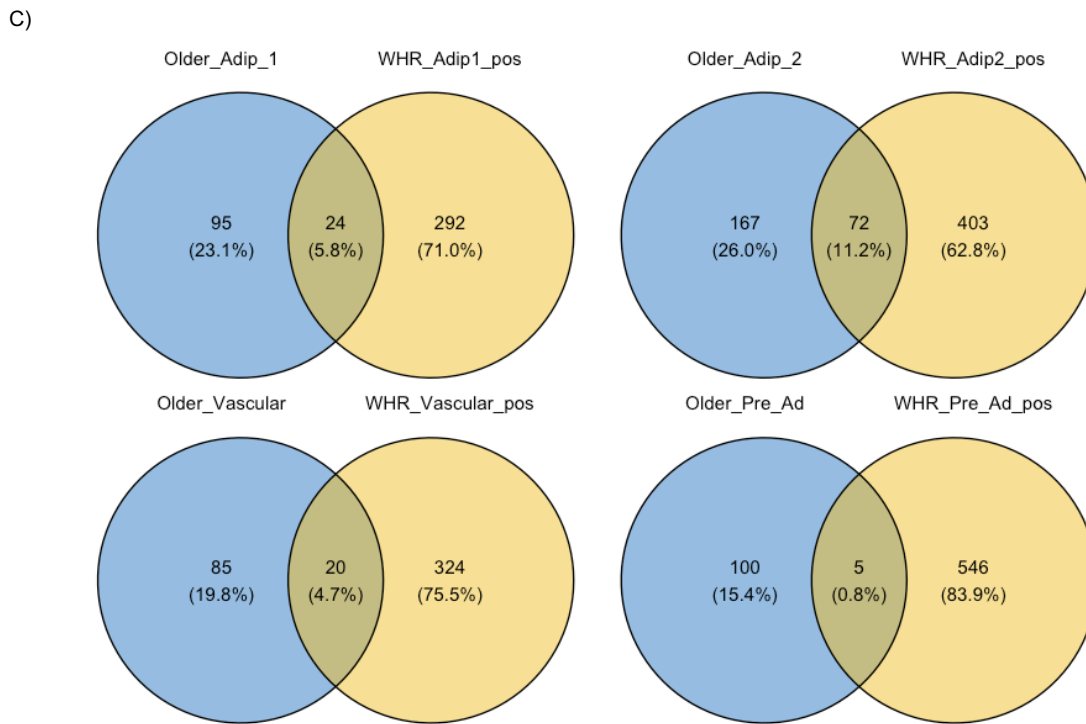 C)
Older_Adip_1 WHR_Adip1_pos
95 24 292
(23.1%) (5.8%) (71.0%)
Older_Adip_2 WHR_Adip2_pos
167 72 403
(26.0%) (11.2%) (62.8%)
Older_Vascular WHR_Vascular_pos
85 20 324
(19.8%) (4.7%) (75.5%)
Older_Pre_Ad WHR_Pre_Ad_pos
100 5 546
(15.4%) (0.8%) (83.9%)